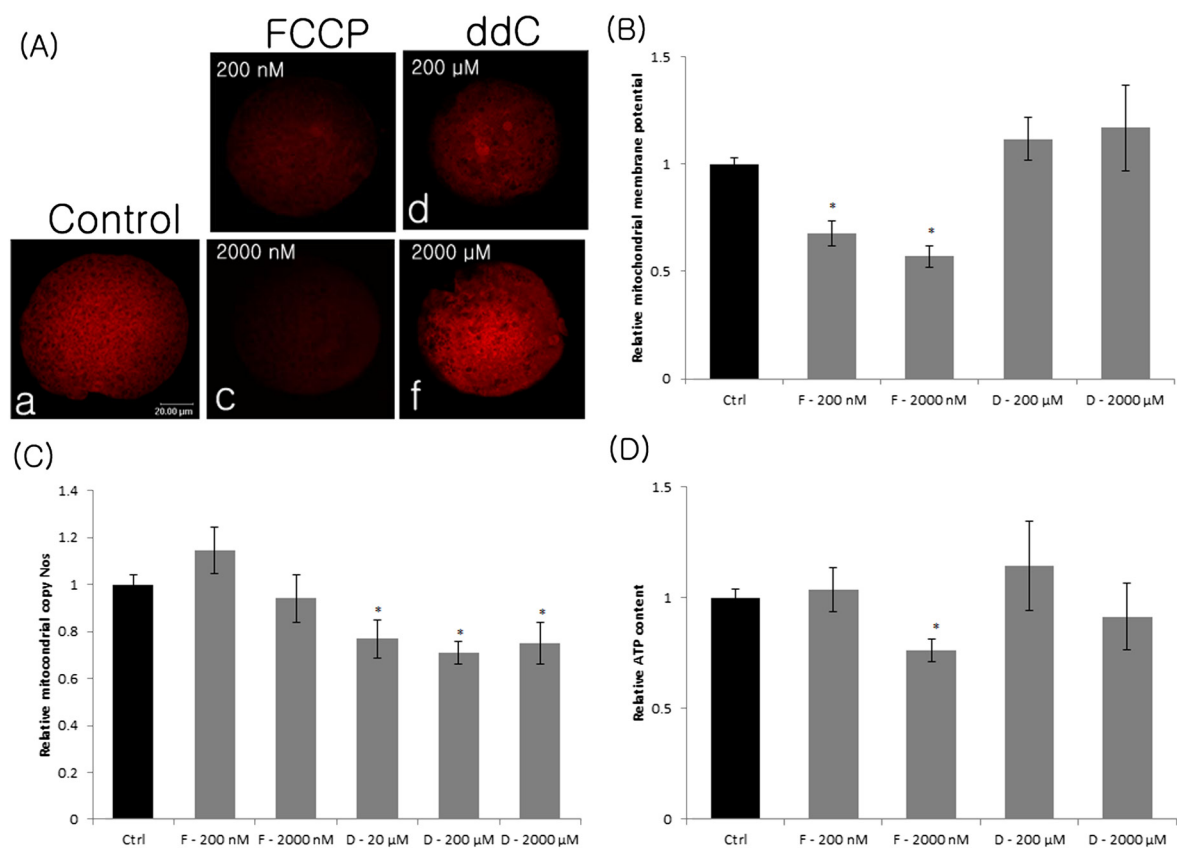 (A)
FCCP
ddC
200 nM
200 µM
d
Control
2000 nM
2000 µM
a
20.00 µm
c
f
(B)
Relative mitochondrial membrane potential
1.5
1
0.5
0
*
*
Ctrl
F - 200 nM
F - 2000 nM
D - 200 µM
D - 2000 µM
(C)
Relative mitocondrial copy Nos
1.4
1.2
1
0.8
0.6
0.4
0.2
0
*
*
*
Ctrl
F - 200 nM
F - 2000 nM
D - 20 µM
D - 200 µM
D - 2000 µM
(D)
Relative ATP content
1.5
1
0.5
0
*
Ctrl
F - 200 nM
F - 2000 nM
D - 200 µM
D - 2000 µM